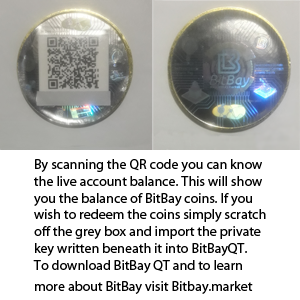 BitBay
By scanning the QR code you can know
the live account balance. This will show
you the balance of BitBay coins. If you
wish to redeem the coins simply scratch
off the grey box and import the private
key written beneath it into BitBayQT.
To download BitBay QT and to learn
more about BitBay visit Bitbay.market